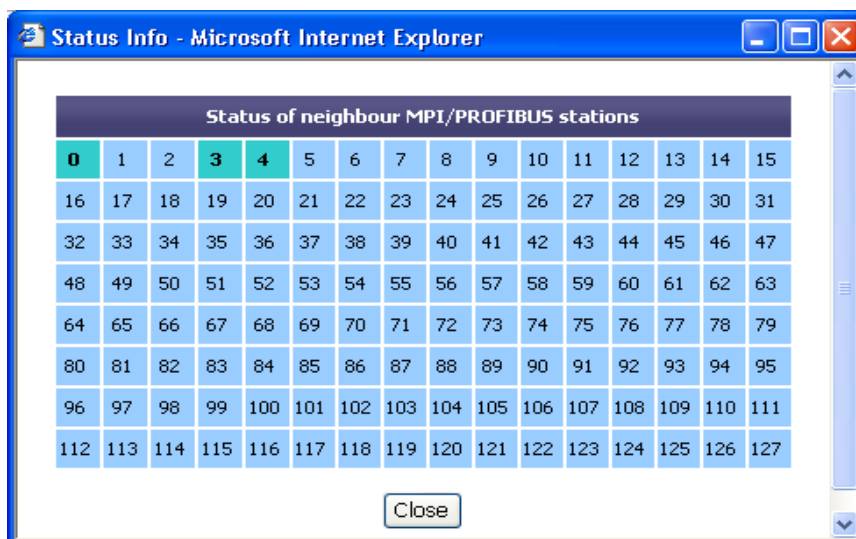 Status Info - Microsoft Internet Explorer
Status of neighbour MPI/PROFIBUS stations
0 1 2 3 4 5 6 7 8 9 10 11 12 13 14 15
16 17 18 19 20 21 22 23 24 25 26 27 28 29 30 31
32 33 34 35 36 37 38 39 40 41 42 43 44 45 46 47
48 49 50 51 52 53 54 55 56 57 58 59 60 61 62 63
64 65 66 67 68 69 70 71 72 73 74 75 76 77 78 79
80 81 82 83 84 85 86 87 88 89 90 91 92 93 94 95
96 97 98 99 100 101 102 103 104 105 106 107 108 109 110 111
112 113 114 115 116 117 118 119 120 121 122 123 124 125 126 127
Close